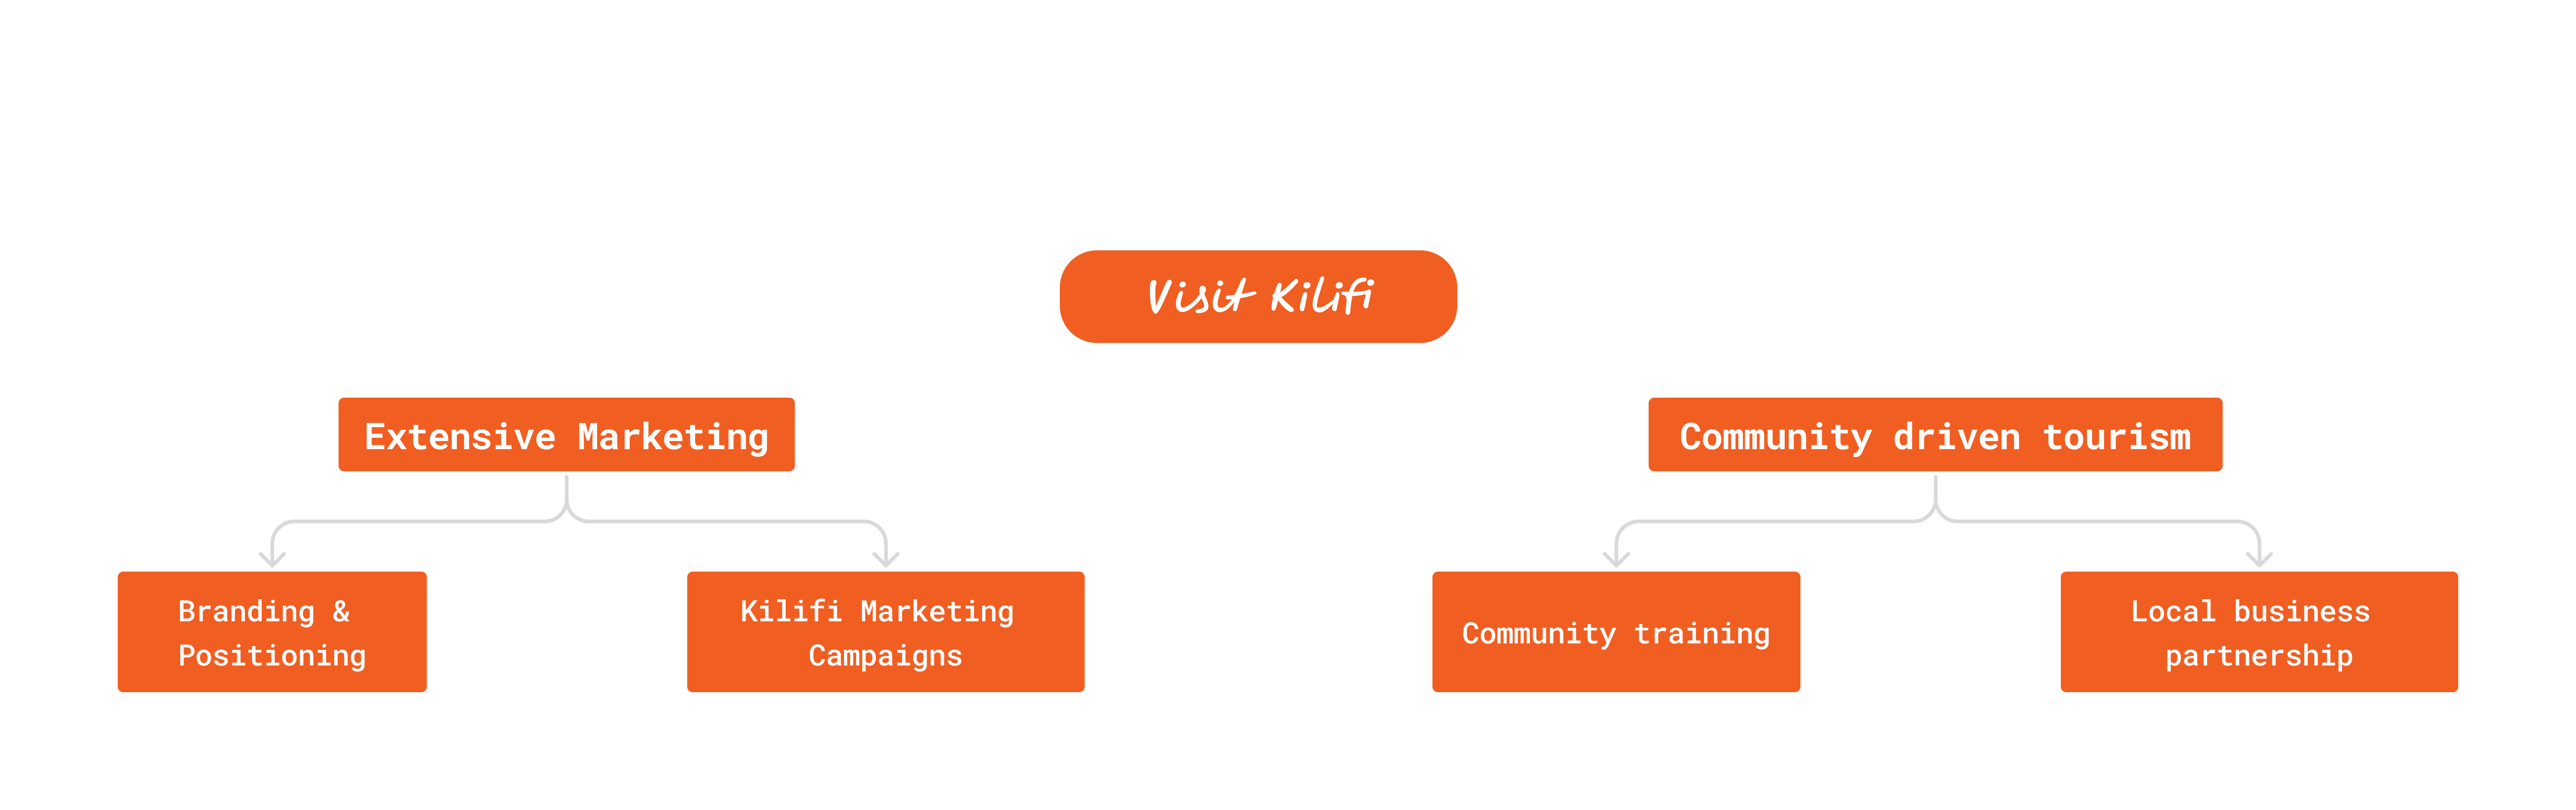 Visit Kilifi
Extensive Marketing
Community driven tourism
Branding &
Positioning
Kilifi Marketing
Campaigns
Community training
Local business
partnership